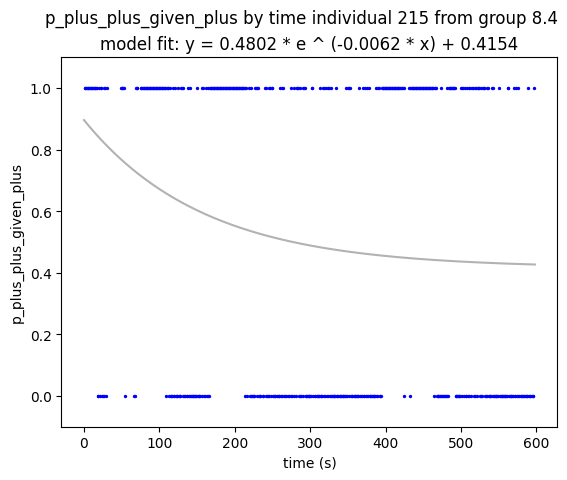 p_plus_plus_given_plus by time individual 215 from group 8.4
model fit: y = 0.4802 * e ^ (-0.0062 * x) + 0.4154
1.0
0.8
0.6
0.4
0.2
0.0
p_plus_plus_given_plus
0 100 200 300 400 500 600
time (s)